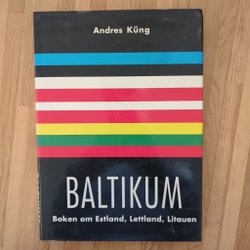 Andres Küng
BALTIKUM
Boken om Estland, Lettland, Litauen